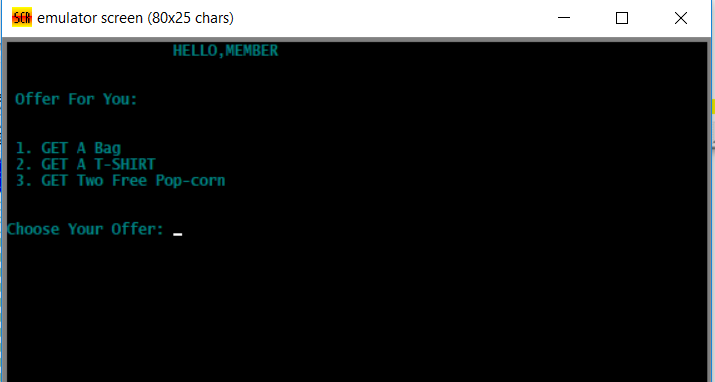 SCR emulator screen (80x25 chars)
HELLO,MEMBER
Offer For You:
1. GET A Bag
2. GET A T-SHIRT
3. GET Two Free Pop-corn
Choose Your Offer: _